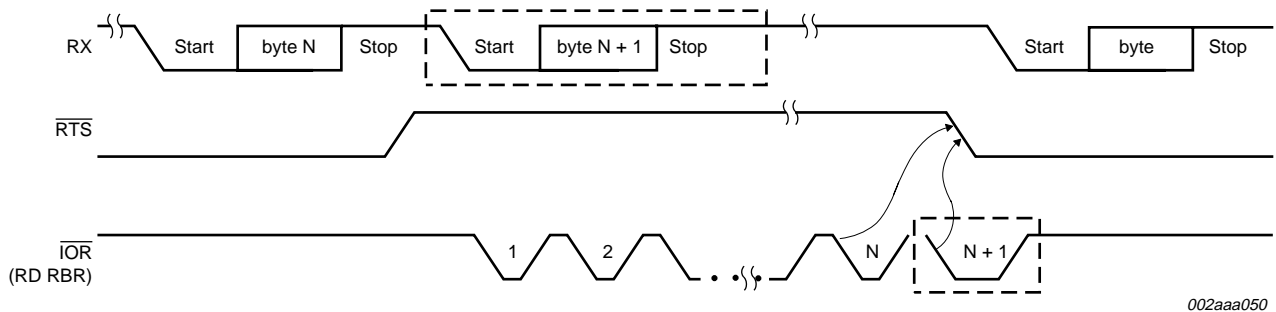 RX Start byte N Stop Start byte N + 1 Stop Start byte Stop
RTS
IOR 1 2 N N + 1
(RD RBR)
002aaa050